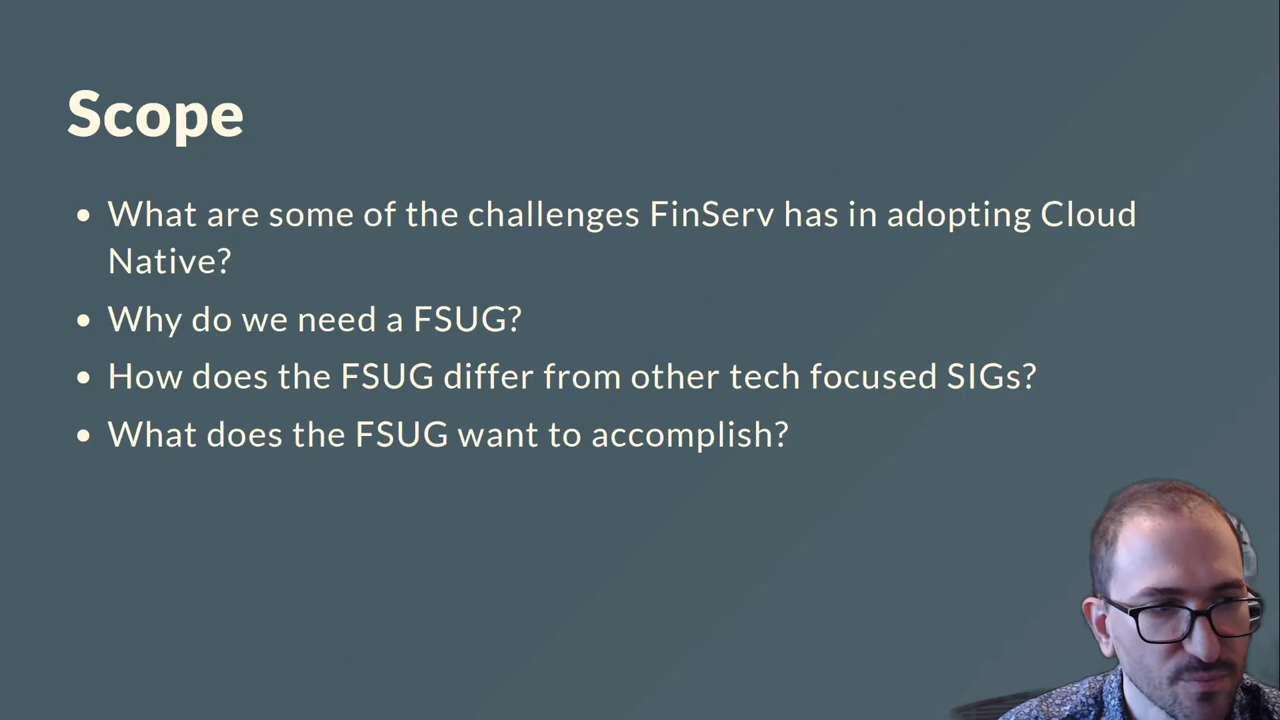 Scope
What are some of the challenges FinServ has in adopting Cloud
Native?
Why do we need a FSUG?
How does the FSUG differ from other tech focused SIGs?
What does the FSUG want to accomplish?